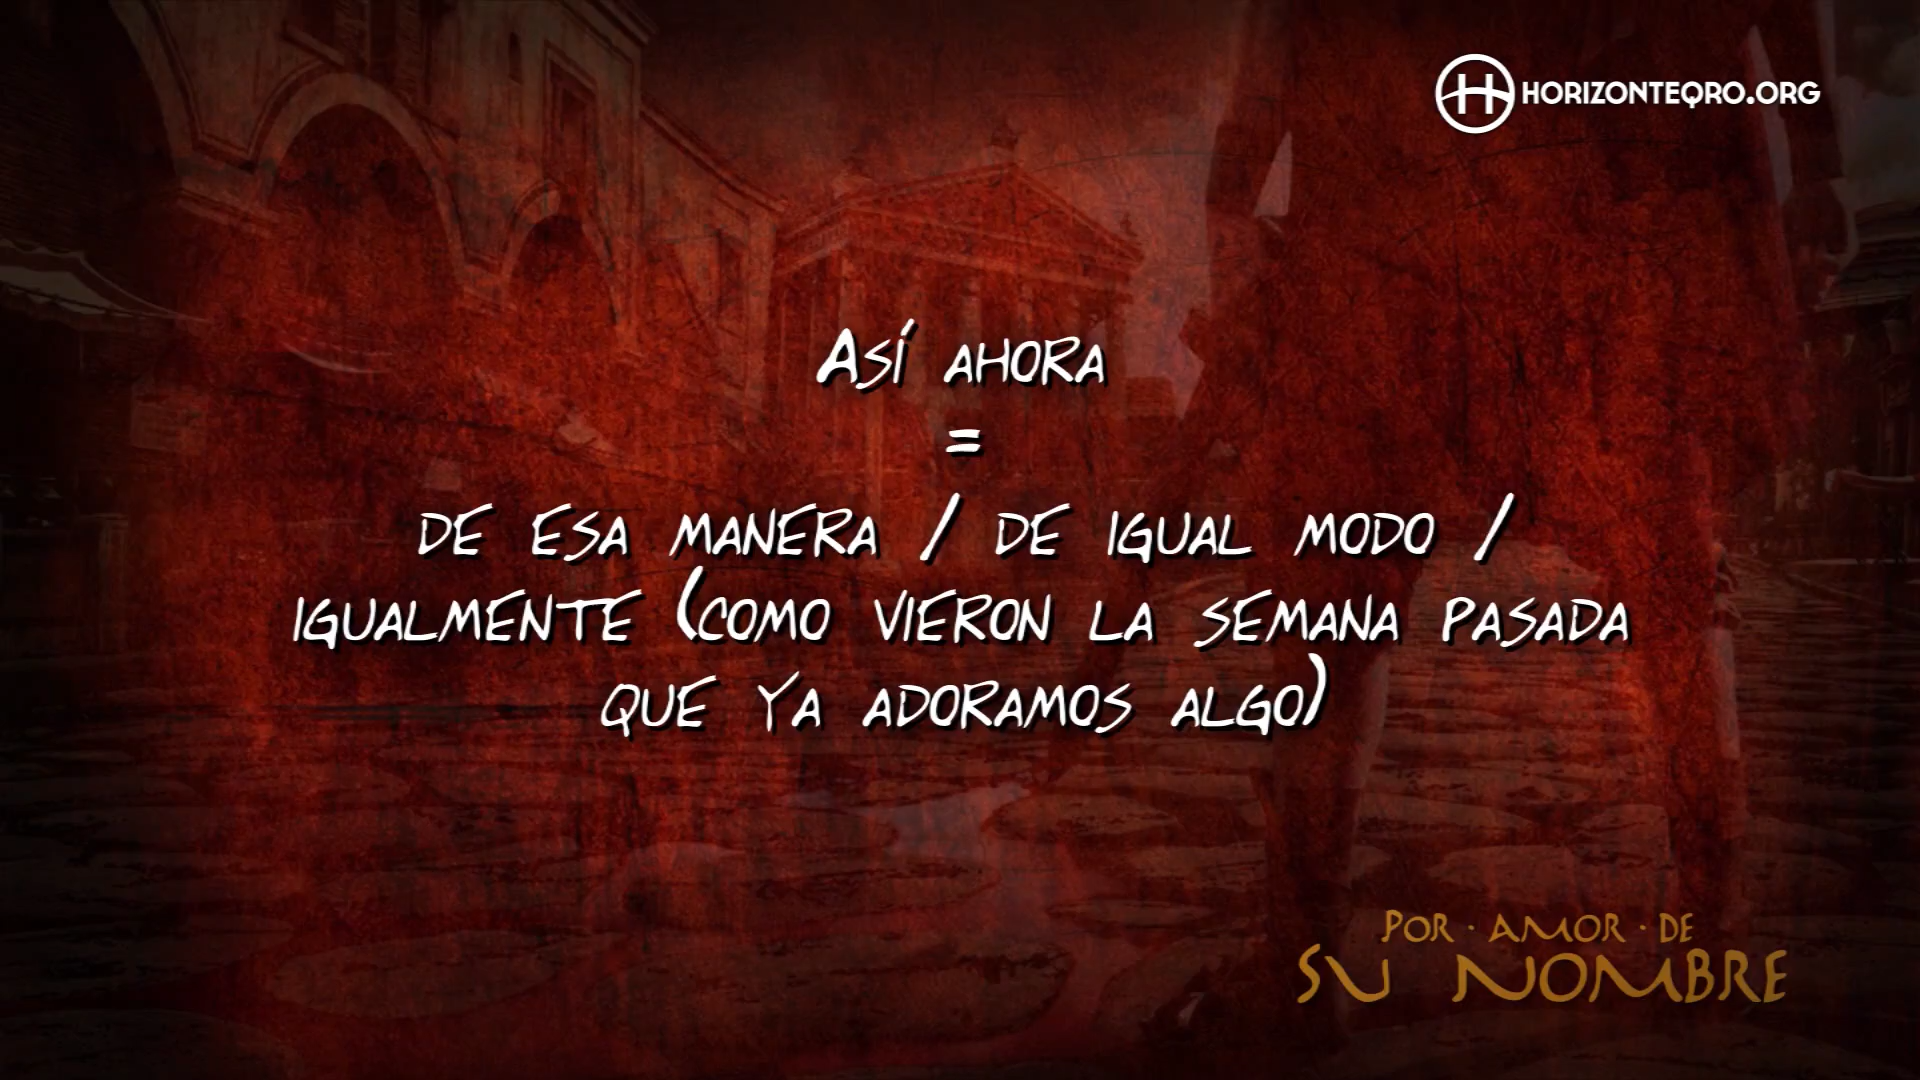 HORIZONTEQRO.ORG
Así ahora
=
de esa manera / de igual modo /
igualmente (como vieron la semana pasada
que ya adoramos algo)
POR · AMOR · DE
SU NOMBRE